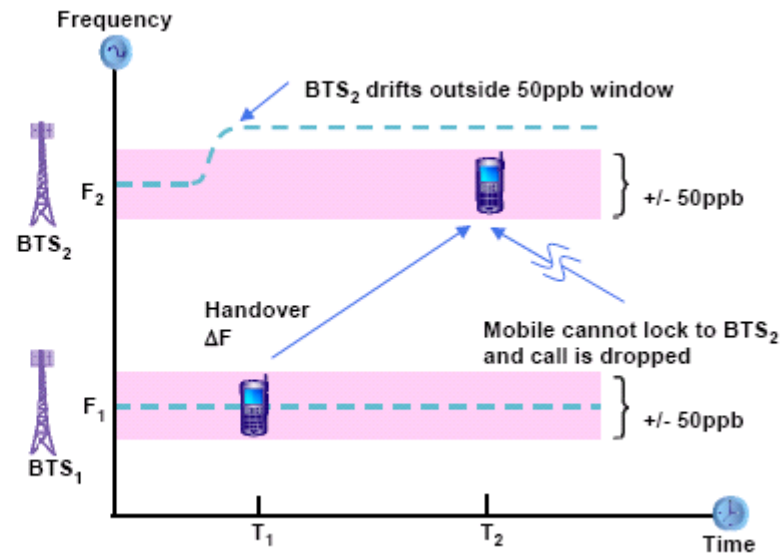 Frequency
BTS₂ drifts outside 50ppb window
F₂
+/- 50ppb
BTS₂
Handover
ΔF
Mobile cannot lock to BTS₂
and call is dropped
F₁
+/- 50ppb
BTS₁
T₁
T₂
Time